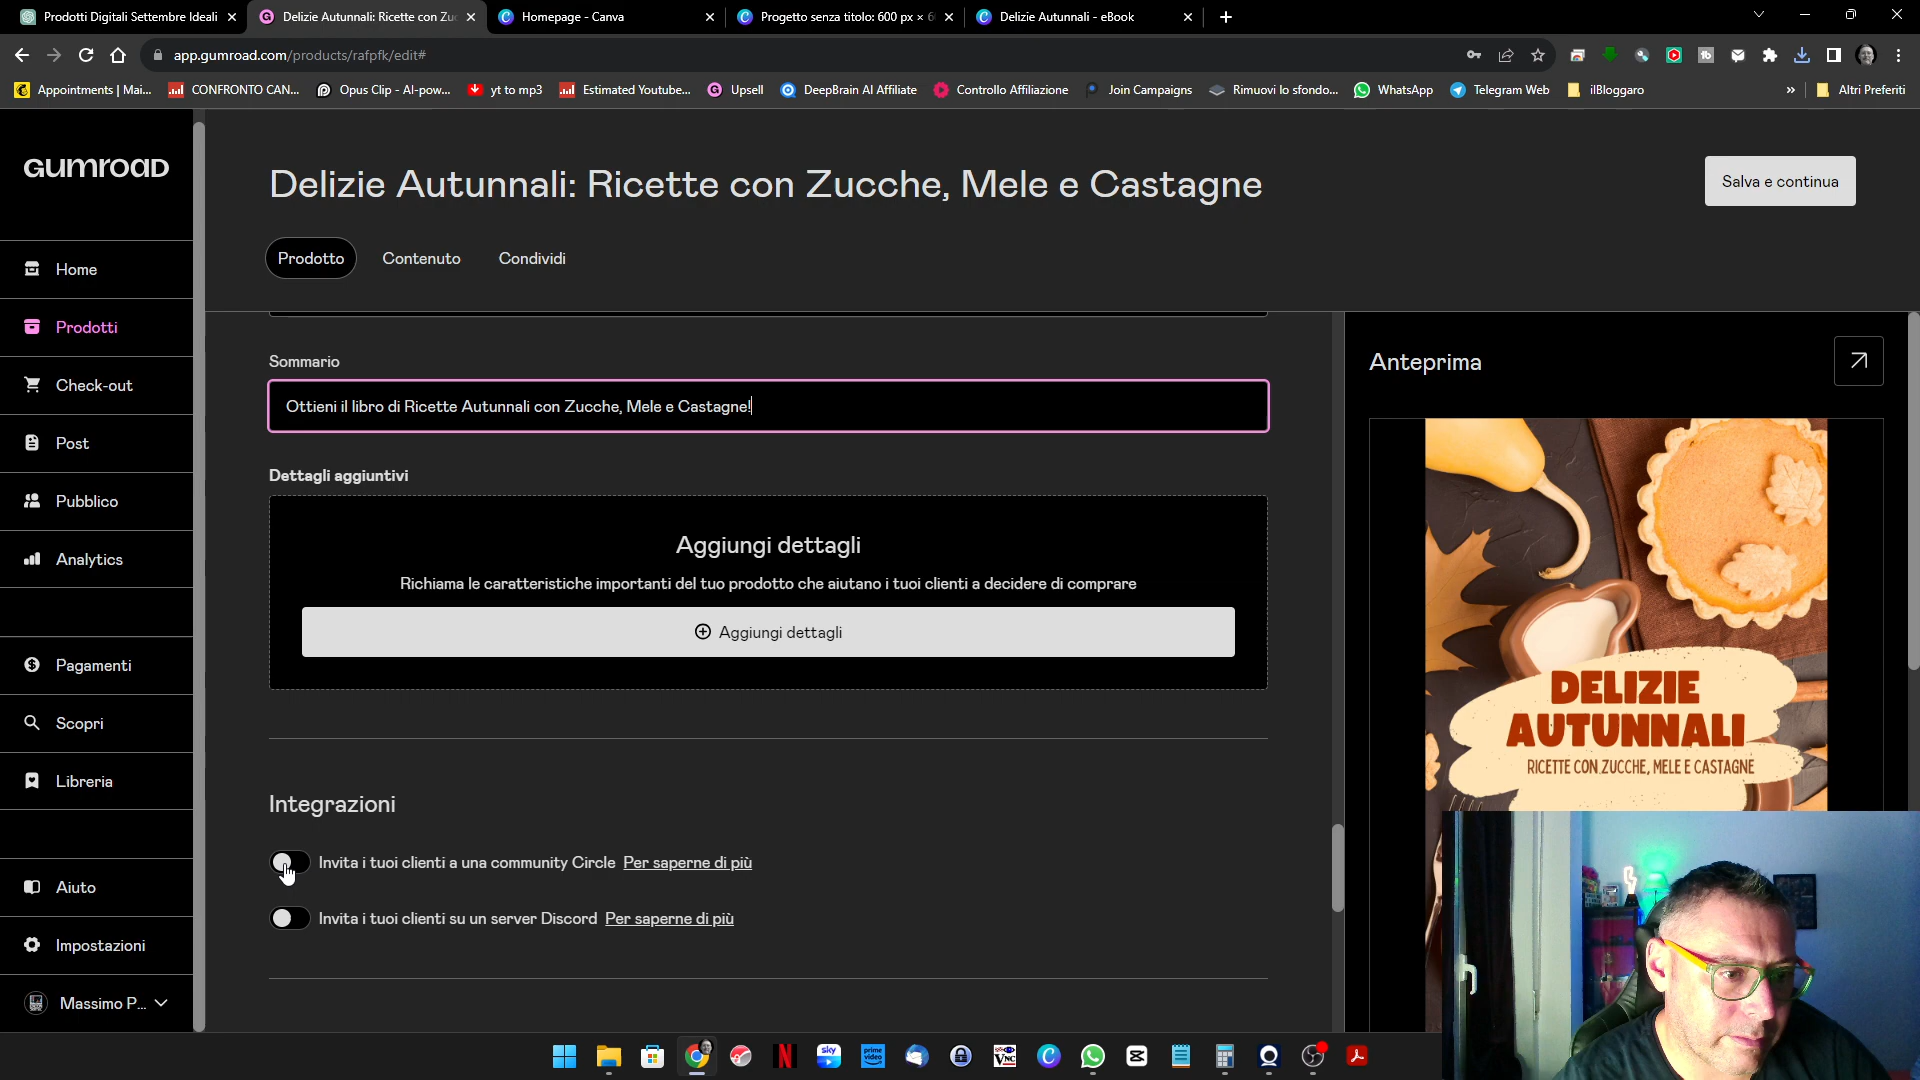 Prodotti Digitali Settembre Ideali
Delizie Autunnali: Ricette con Zu
Homepage - Canva
Progetto senza titolo: 600 px × 6
Delizie Autunnali - eBook
app.gumroad.com/products/rafpfk/edit#
Appointments | Mai...
CONFRONTO CAN...
Opus Clip - AI-pow...
yt to mp3
Estimated Youtube...
Upsell
DeepBrain AI Affiliate
Controllo Affiliazione
Join Campaigns
Rimuovi lo sfondo...
WhatsApp
Telegram Web
ilBloggaro
»
Altri Preferiti
GUMROAD
Home
Prodotti
Check-out
Post
Pubblico
Analytics
Pagamenti
Scopri
Libreria
Aiuto
Impostazioni
Massimo P...
Delizie Autunnali: Ricette con Zucche, Mele e Castagne
Salva e continua
Prodotto
Contenuto
Condividi
Sommario
Ottieni il libro di Ricette Autunnali con Zucche, Mele e Castagne!
Dettagli aggiuntivi
Aggiungi dettagli
Richiama le caratteristiche importanti del tuo prodotto che aiutano i tuoi clienti a decidere di comprare
Aggiungi dettagli
Integrazioni
Invita i tuoi clienti a una community Circle Per saperne di più
Invita i tuoi clienti su un server Discord Per saperne di più
Anteprima
DELIZIE
AUTUNNALI
RICETTE CON ZUCCHE, MELE E CASTAGNE
sky
prime video